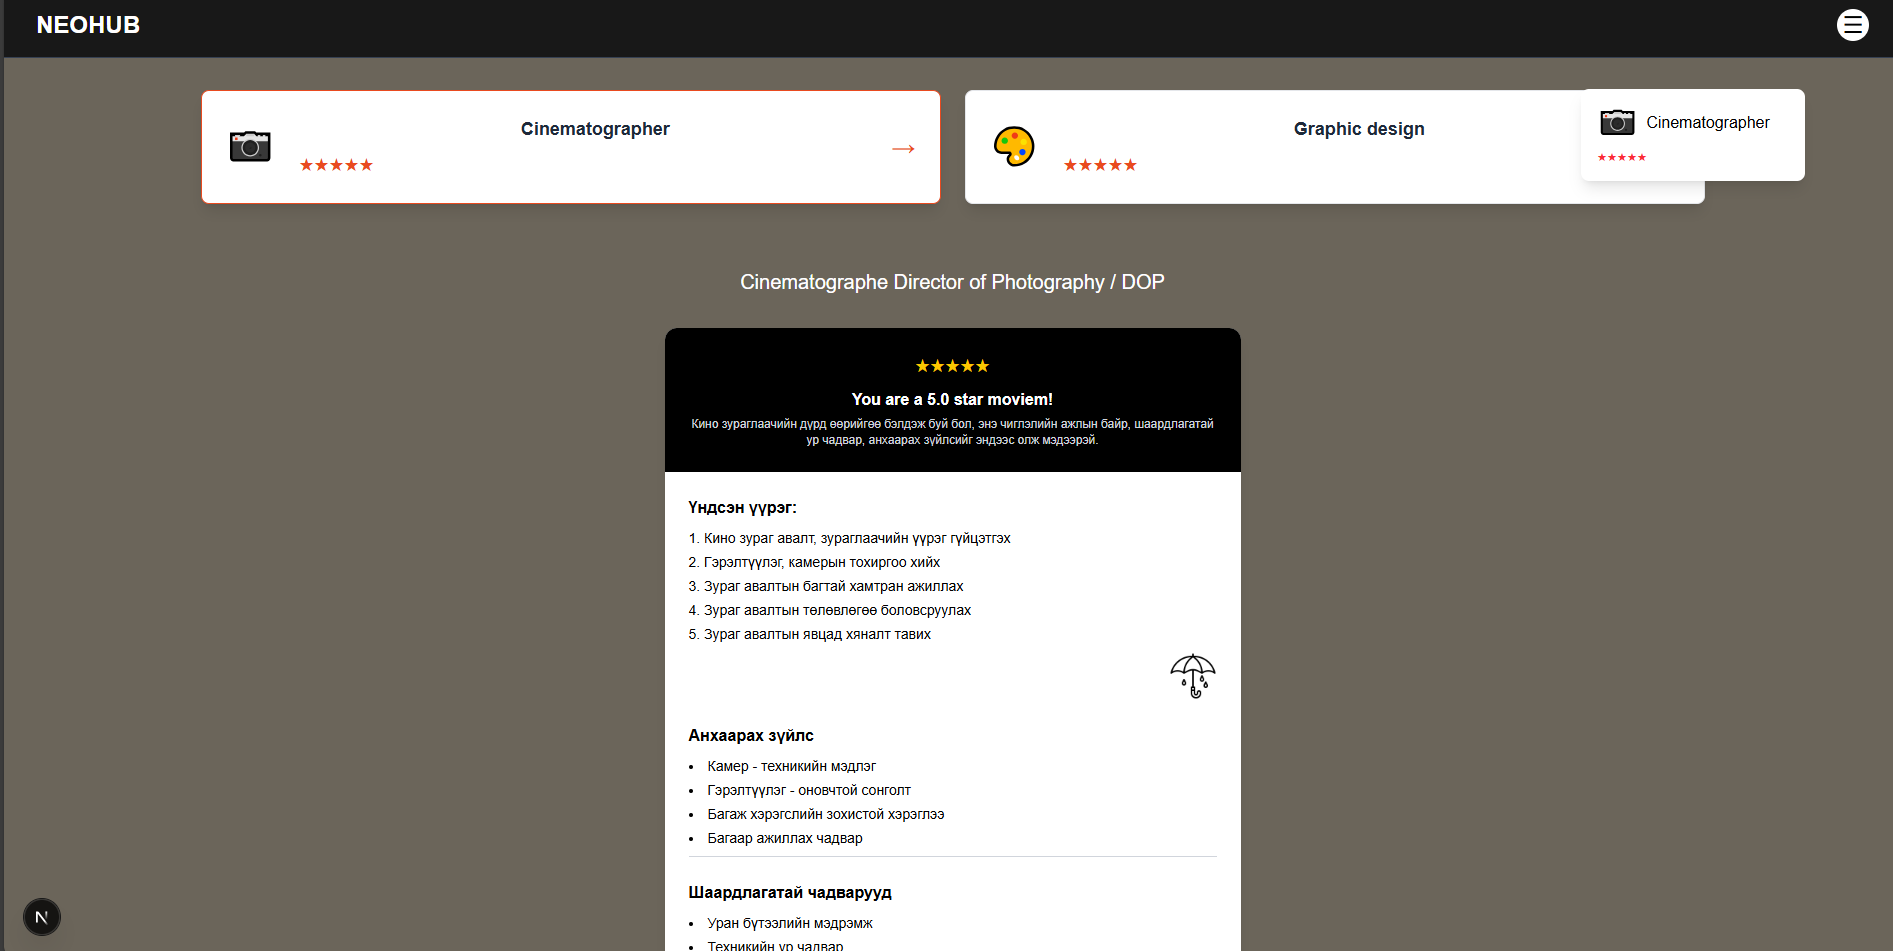 NEOHUB
Cinematographer
★★★★★
→
Graphic design
★★★★★
Cinematographer
★★★★★
Cinematographe Director of Photography / DOP
★★★★★
You are a 5.0 star moviem!
Кино зураглаачийн дүрд өөрийгөө бэлдэж буй бол, энэ чиглэлийн ажлын байр, шаардлагатай
ур чадвар, анхаарах зүйлсийг эндээс олж мэдээрэй.
Үндсэн үүрэг:
1. Кино зураг авалт, зураглаачийн үүрэг гүйцэтгэх
2. Гэрэлтүүлэг, камерын тохиргоо хийх
3. Зураг авалтын багтай хамтран ажиллах
4. Зураг авалтын төлөвлөгөө боловсруулах
5. Зураг авалтын явцад хяналт тавих
Анхаарах зүйлс
• Камер - техникийн мэдлэг
• Гэрэлтүүлэг - оновчтой сонголт
• Багаж хэрэгслийн зохистой хэрэглээ
• Багаар ажиллах чадвар
Шаардлагатай чадварууд
• Уран бүтээлийн мэдрэмж
• Техникийн ур чадвар
N